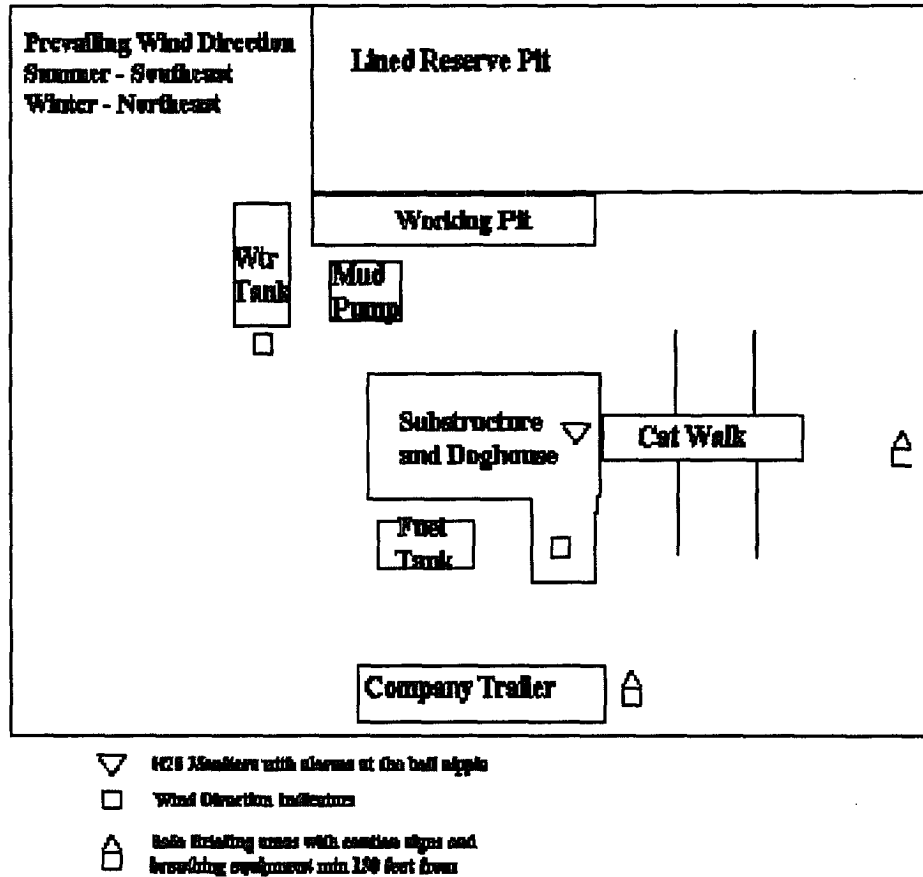 Prevailing Wind Direction
Summer - Southeast
Winter - Northeast
Lined Reserve Pit
Working Pit
Wtr
Tank
Mud
Pump
Substructure
and Doghouse
Cat Walk
Fuel
Tank
Company Trailer
H2S Monitors with alarms at the bell nipple
Wind Direction Indicators
Safe Briefing areas with caution signs and
breathing equipment min 150 feet from